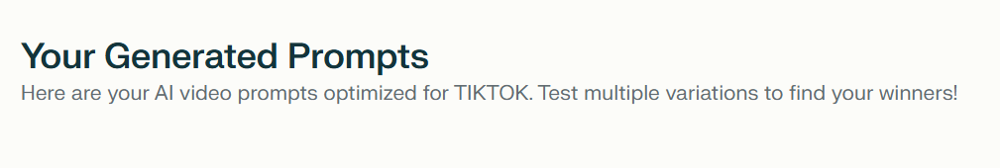 Your Generated Prompts
Here are your AI video prompts optimized for TIKTOK. Test multiple variations to find your winners!